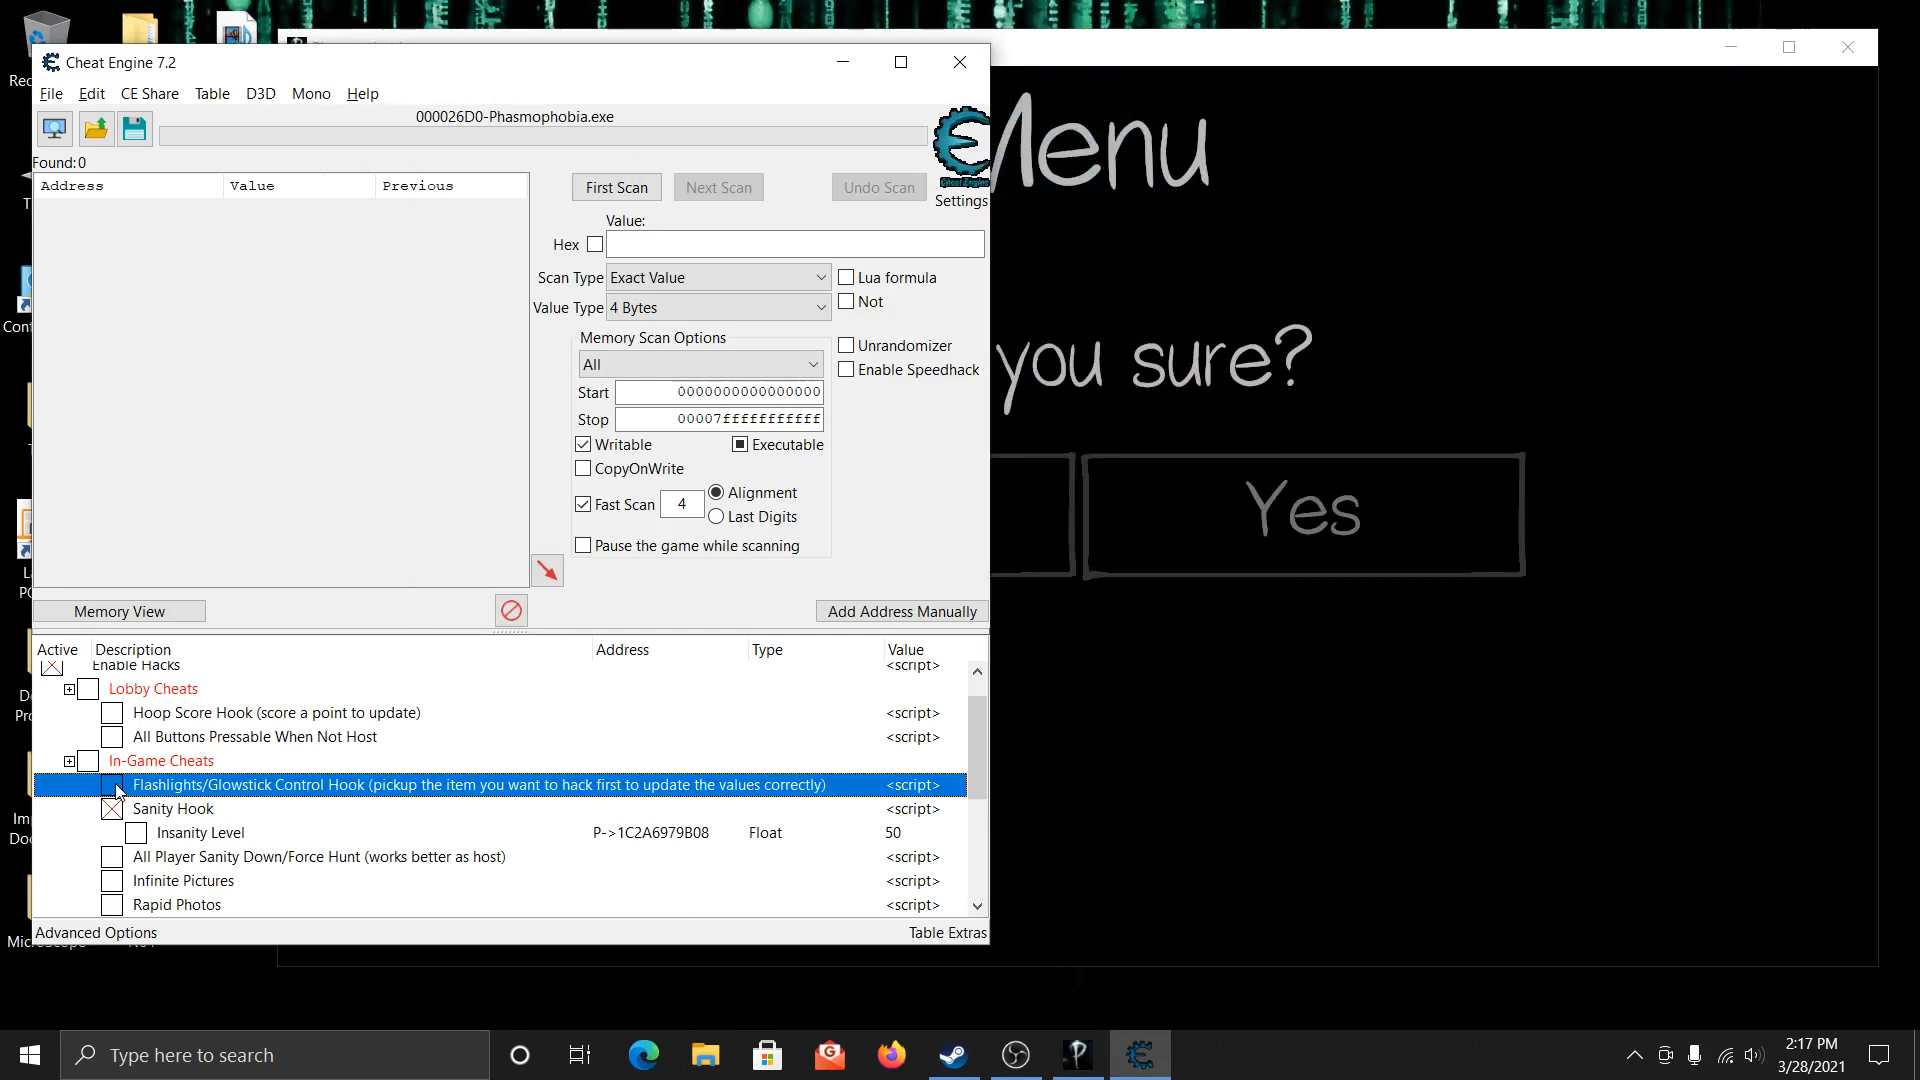 Cheat Engine 7.2
File Edit CE Share Table D3D Mono Help
000026D0-Phasmophobia.exe
Found: 0
Address Value Previous
First Scan Next Scan Undo Scan
Cheat Engine
Settings
Value:
Hex
Scan Type Exact Value
Lua formula
Value Type 4 Bytes
Not
Memory Scan Options
All
Unrandomizer
Enable Speedhack
Start 0000000000000000
Stop 00007fffffffffff
Writable Executable
CopyOnWrite
Fast Scan 4 Alignment
Last Digits
Pause the game while scanning
Memory View
Add Address Manually
Active Description Address Type Value
Enable Hacks <script>
Lobby Cheats
Hoop Score Hook (score a point to update) <script>
All Buttons Pressable When Not Host <script>
In-Game Cheats
Flashlights/Glowstick Control Hook (pickup the item you want to hack first to update the values correctly) <script>
Sanity Hook <script>
Insanity Level P->1C2A6979B08 Float 50
All Player Sanity Down/Force Hunt (works better as host) <script>
Infinite Pictures <script>
Rapid Photos <script>
Advanced Options Table Extras
Menu
you sure?
Yes
Type here to search
2:17 PM
3/28/2021